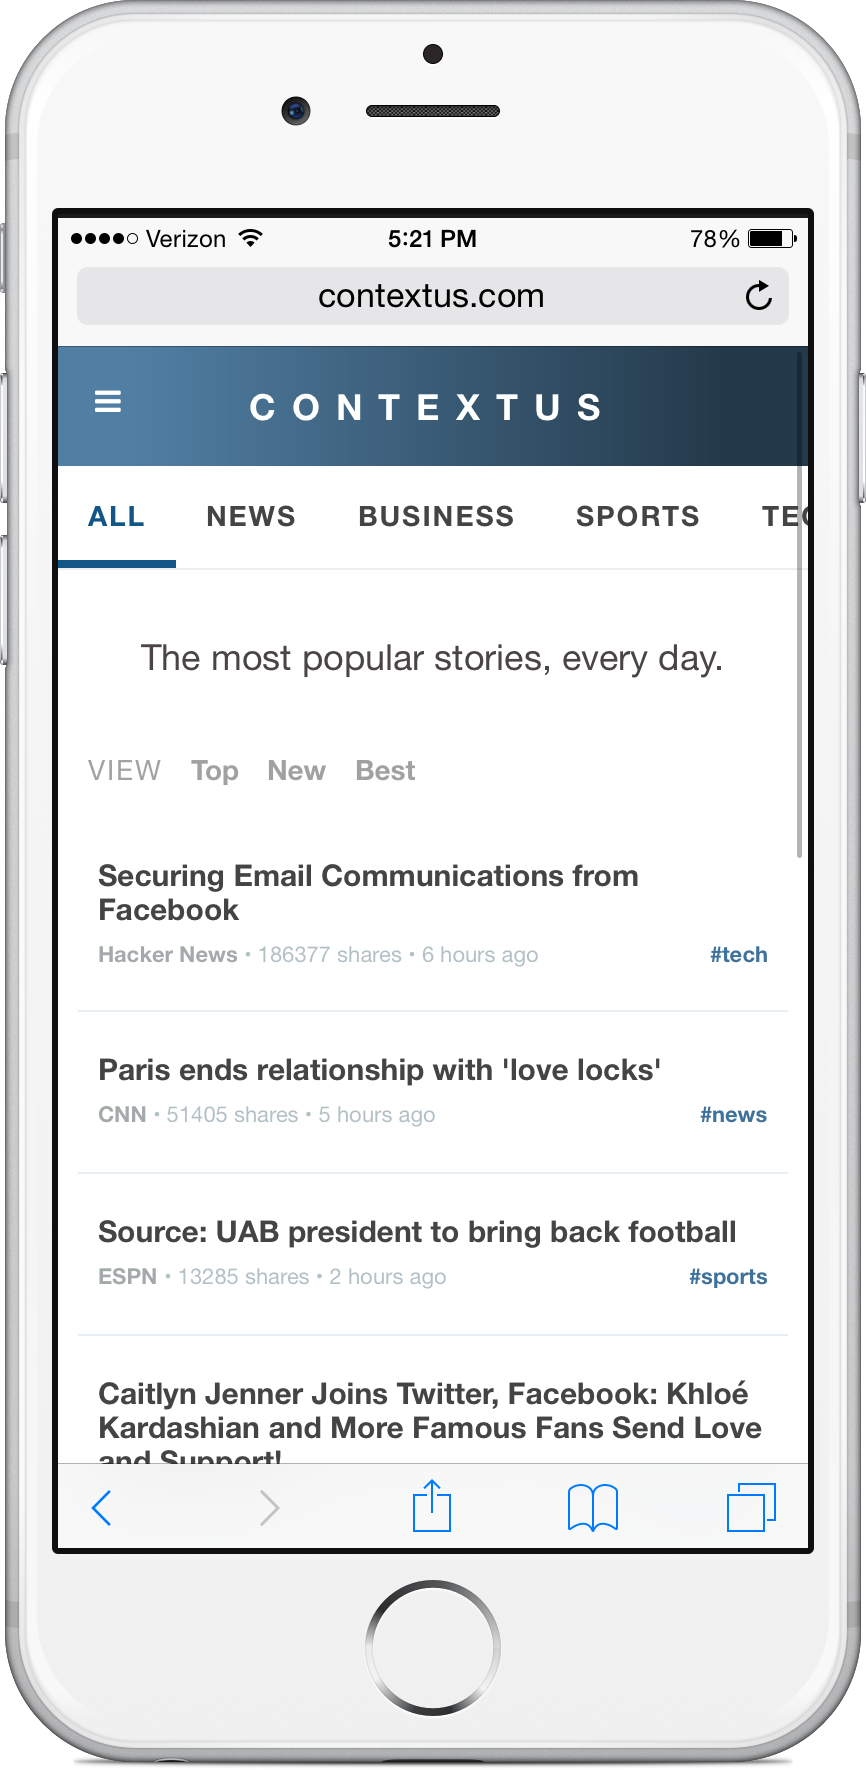 Verizon 5:21 PM 78%
contextus.com
CONTEXTUS
ALL NEWS BUSINESS SPORTS TEC
The most popular stories, every day.
VIEW Top New Best
Securing Email Communications from
Facebook
Hacker News • 186377 shares • 6 hours ago #tech
Paris ends relationship with 'love locks'
CNN • 51405 shares • 5 hours ago #news
Source: UAB president to bring back football
ESPN • 13285 shares • 2 hours ago #sports
Caitlyn Jenner Joins Twitter, Facebook: Khloé
Kardashian and More Famous Fans Send Love
and Support!